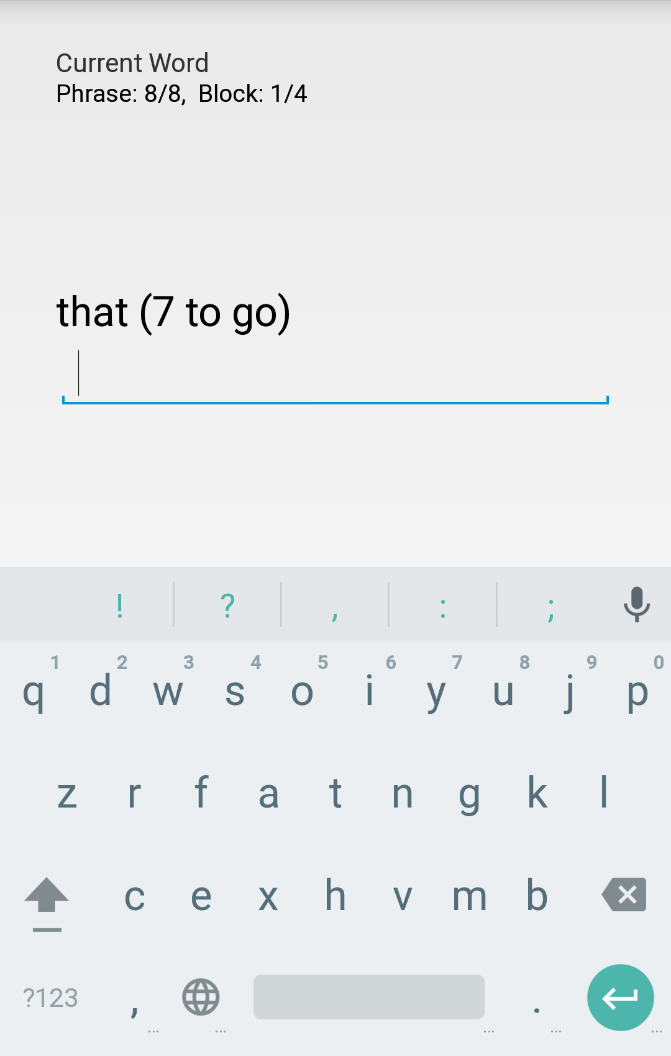 Current Word
Phrase: 8/8, Block: 1/4
that (7 to go)
! ? , : ;
1 2 3 4 5 6 7 8 9 0
q d w s o i y u j p
z r f a t n g k l
c e x h v m b
?123 , .